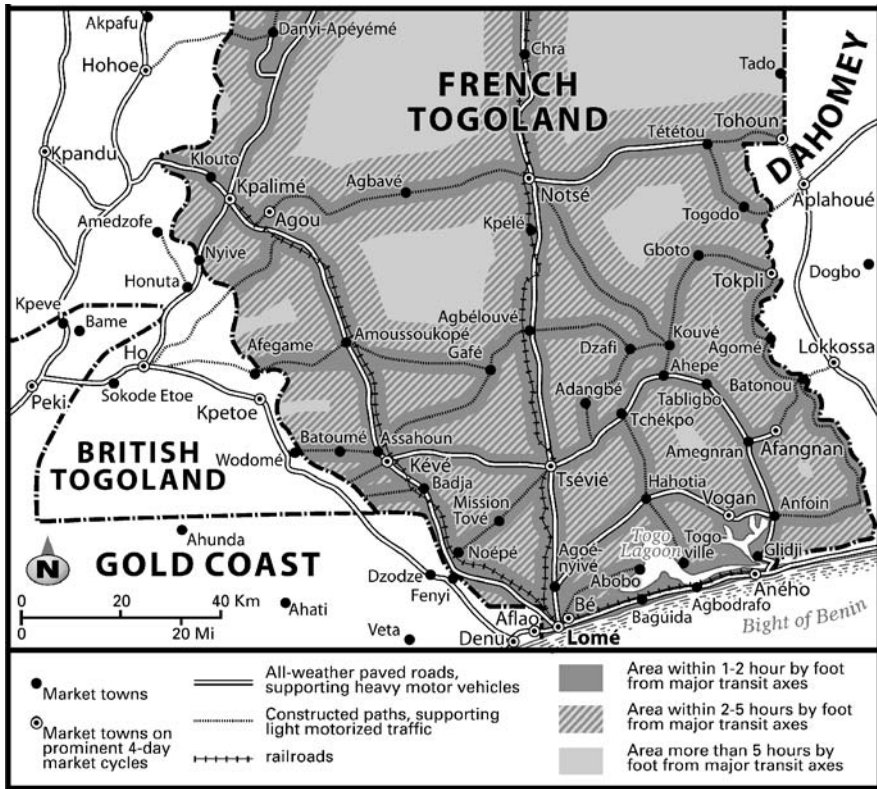 Akpafu
Danyi-Apéyémé
Hohoe
Chra
FRENCH
TOGOLAND
Tado
Tohoun
Tététou
DAHOMEY
Kpandu
Klouto
Kpalimé
Agbavé
Notsé
Aplahoué
Agou
Togodo
Amedzofe
Kpélé
Nyive
Gboto
Tokpli
Dogbo
Honuta
Kpeve
Bame
Agbélouvé
Amoussoukopé
Gafé
Dzafi
Kouvé
Agomé
Lokkossa
Ho
Afegame
Ahepe
Batonou
Peki
Sokode Etoe
Adangbé
Tabligbo
Kpetoe
Tchékpo
BRITISH
TOGOLAND
Batoumé
Assahoun
Amegnran
Afangnan
Wodomé
Kévé
Tsévié
Badja
Hahotia
Vogan
Mission
Tové
Anfoin
Ahunda
Togo
Lagoon
Togo-
ville
GOLD COAST
Noépé
Agoè-
nyivé
Glidji
N
Dzodze
Abobo
Fenyi
Aného
0 20 40 Km
Ahati
Bé
Baguida
Agbodrafo
0 20 Mi
Aflao
Bight of Benin
Veta
Denu
Lomé
Market towns
Market towns on
prominent 4-day
market cycles
All-weather paved roads,
supporting heavy motor vehicles
Constructed paths, supporting
light motorized traffic
railroads
Area within 1-2 hour by foot
from major transit axes
Area within 2-5 hours by foot
from major transit axes
Area more than 5 hours by
foot from major transit axes